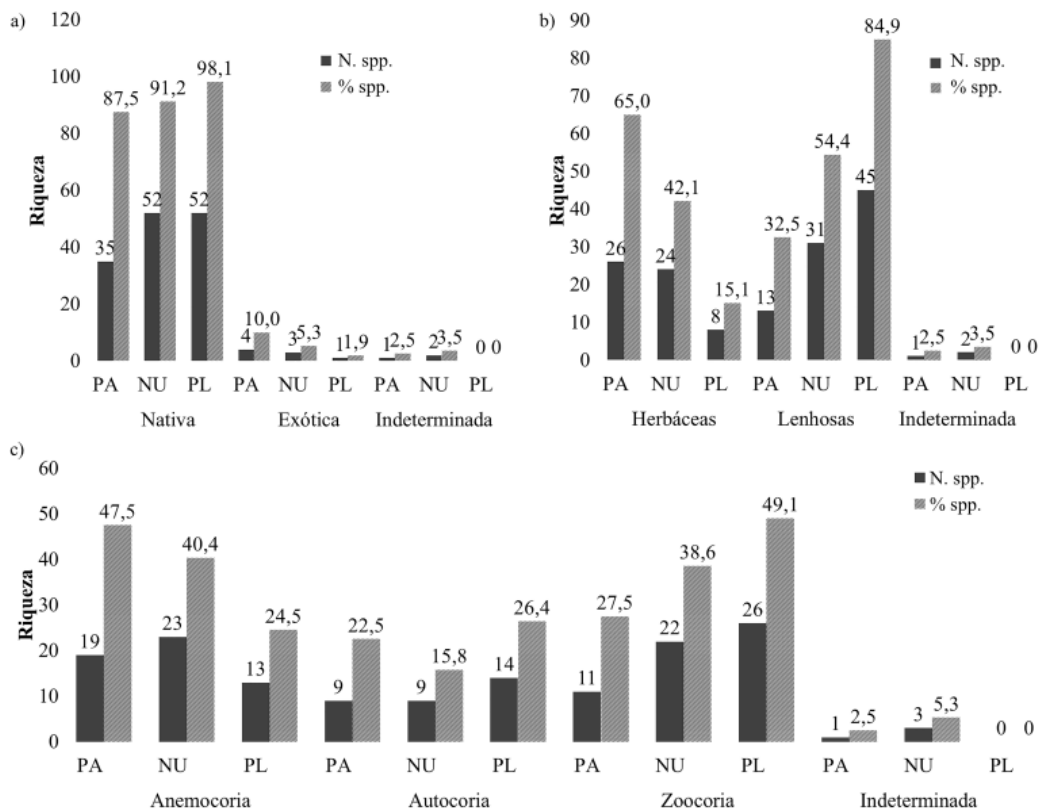 a)
120
100
80
60
40
20
0
Riqueza
N. spp.
% spp.
87,5 91,2 98,1
35 52 52
4 10,0 3 5,3 1 1,9 1 2,5 2 3,5 0 0
PA NU PL PA NU PL PA NU PL
Nativa Exótica Indeterminada
b)
90
80
70
60
50
40
30
20
10
0
Riqueza
N. spp.
% spp.
26 65,0 24 42,1 8 15,1 13 32,5 31 54,4 45 84,9 1 2,5 2 3,5 0 0
PA NU PL PA NU PL PA NU PL
Herbáceas Lenhosas Indeterminada
c)
60
50
40
30
20
10
0
Riqueza
N. spp.
% spp.
19 47,5 23 40,4 13 24,5 9 22,5 9 15,8 14 26,4 11 27,5 22 38,6 26 49,1 1 2,5 3 5,3 0 0
PA NU PL PA NU PL PA NU PL PA NU PL
Anemocoria Autocoria Zoocoria Indeterminada